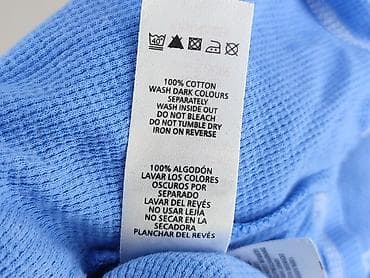 40°
100% COTTON
WASH DARK COLOURS
SEPARATELY
WASH INSIDE OUT
DO NOT BLEACH
DO NOT TUMBLE DRY
IRON ON REVERSE
100% ALGODÓN
LAVAR LOS COLORES
OSCUROS POR
SEPARADO
LAVAR DEL REVÉS
NO USAR LEJÍA
NO SECAR EN LA
SECADORA
PLANCHAR DEL REVÉS